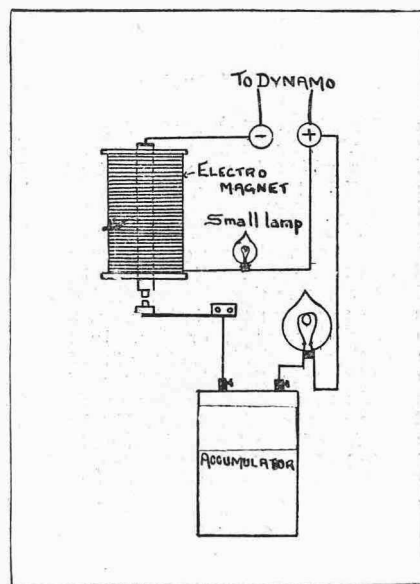 TO DYNAMO
- +
ELECTRO
MAGNET
Small lamp
ACCUMULATOR